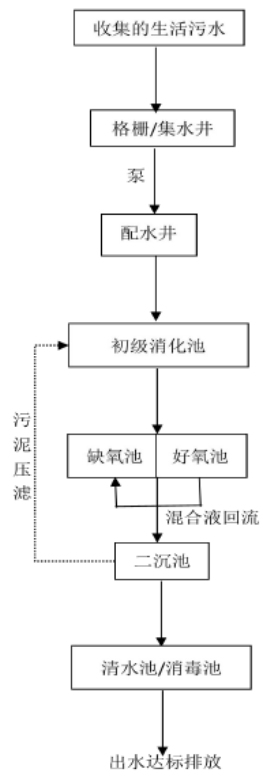 收集的生活污水
格栅/集水井
泵
配水井
初级消化池
污泥压滤
缺氧池
好氧池
混合液回流
二沉池
清水池/消毒池
出水达标排放